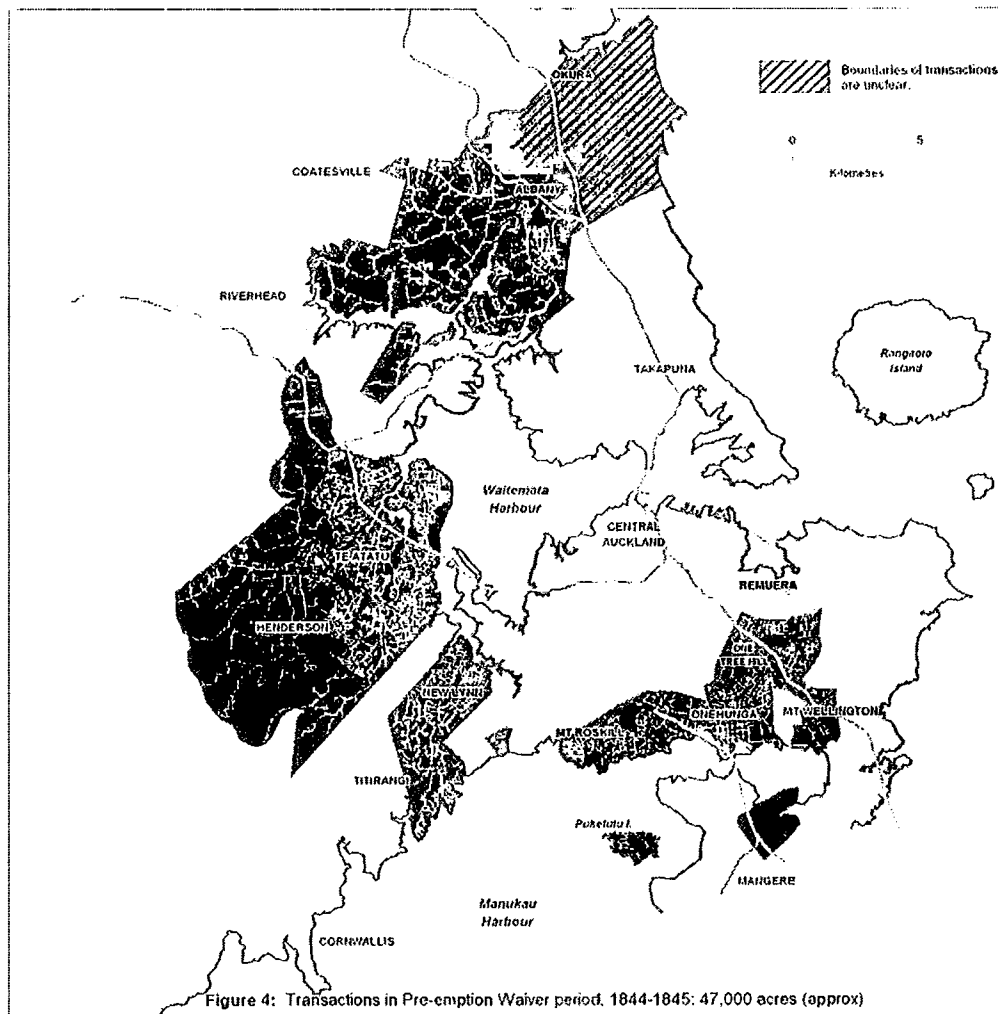 OKURA
Boundaries of transactions
are unclear.
0 5
Kilometres
COATESVILLE
ALBANY
RIVERHEAD
TAKAPUNA
Rangitoto
Island
Waitemata
Harbour
CENTRAL
AUCKLAND
TE ATATU
REMUERA
HENDERSON
ONE
TREE HILL
NEW LYNN
ONEHUNGA
MT WELLINGTON
MT ROSKILL
TITIRANGI
Puketutu I.
MANGERE
Manukau
Harbour
CORNWALLIS
Figure 4: Transactions in Pre-emption Waiver period, 1844-1845: 47,000 acres (approx)